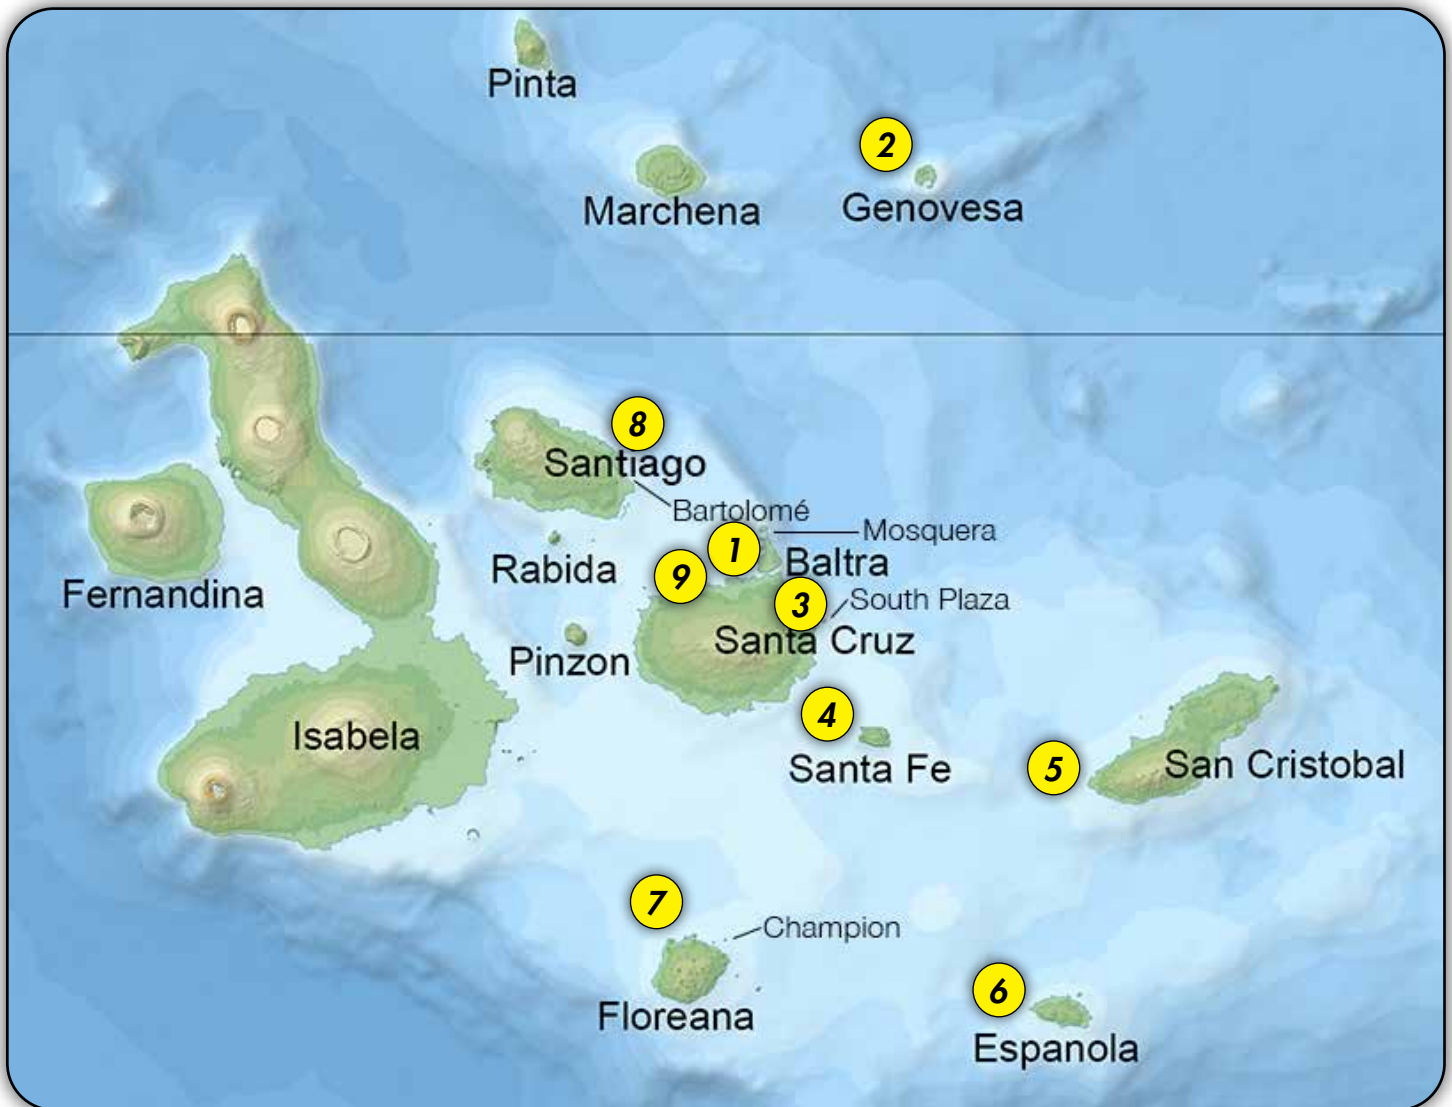 Pinta
2
Marchena
Genovesa
8
Santiago
Bartolomé
Mosquera
1
Baltra
Rabida
9
Fernandina
3
South Plaza
Santa Cruz
Pinzon
4
Isabela
Santa Fe
5
San Cristobal
7
Champion
6
Floreana
Espanola